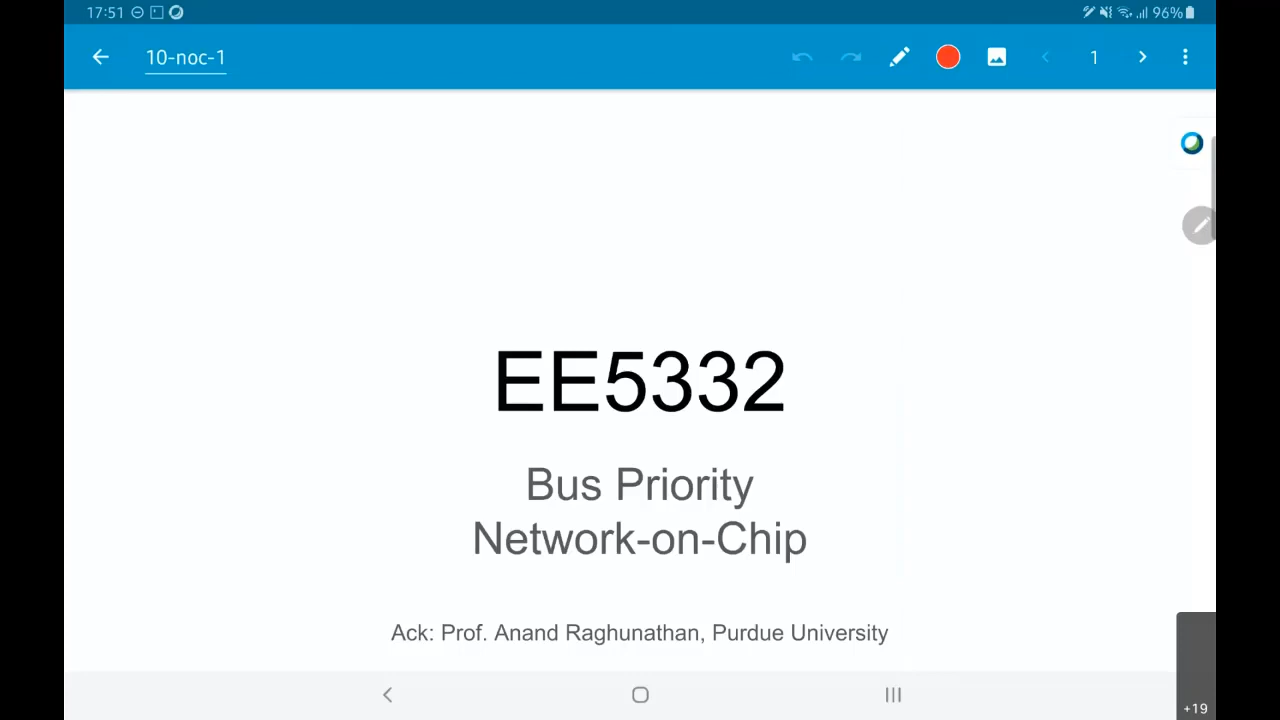 17:51
96%
10-noc-1
1
EE5332
Bus Priority
Network-on-Chip
Ack: Prof. Anand Raghunathan, Purdue University
+19